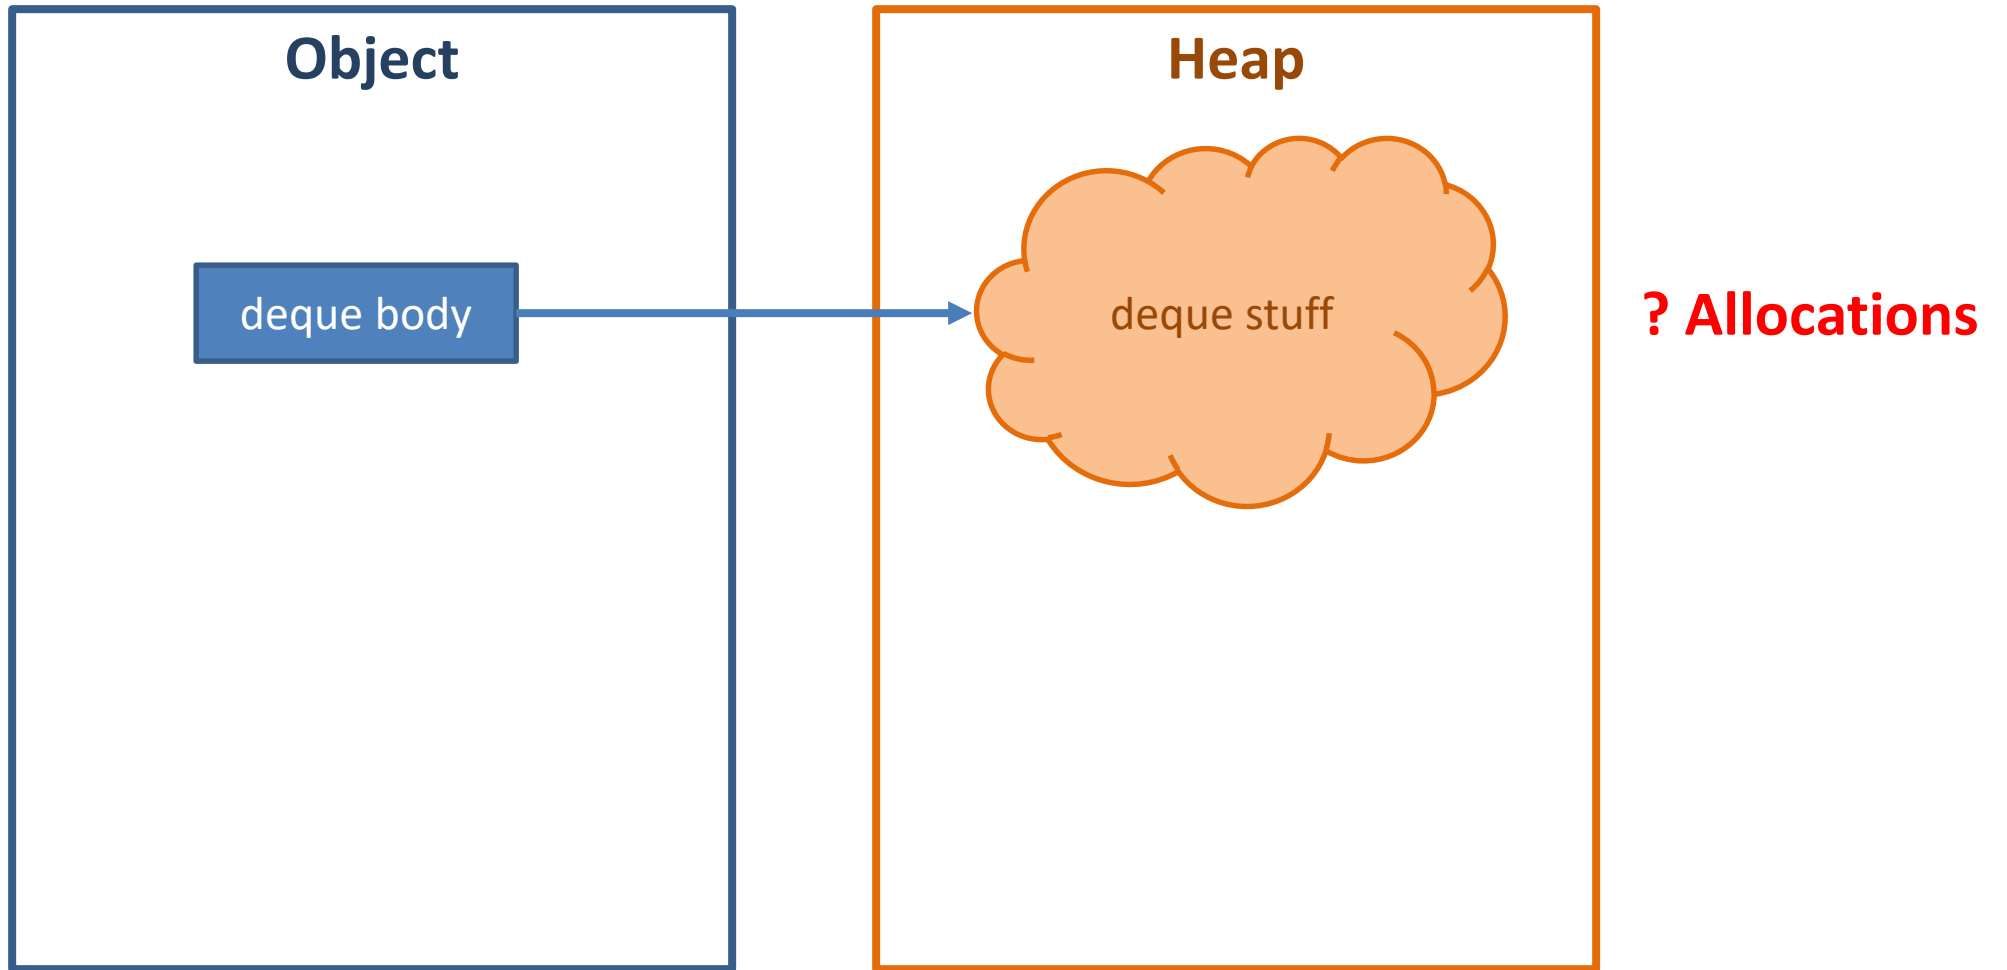 Object
Heap
deque body
deque stuff
? Allocations